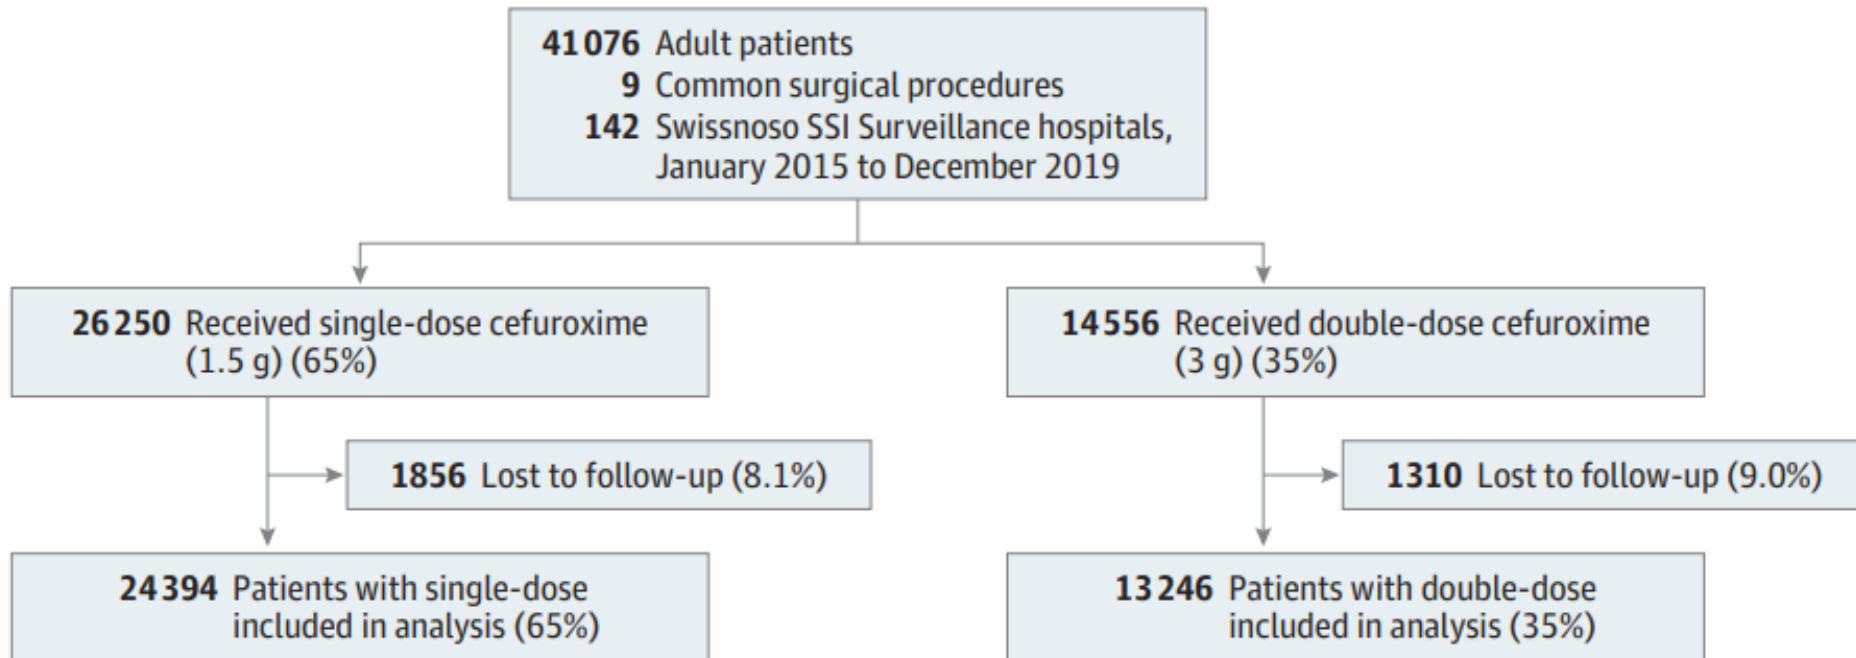 41 076 Adult patients
9 Common surgical procedures
142 Swissnoso SSI Surveillance hospitals,
January 2015 to December 2019
26 250 Received single-dose cefuroxime
(1.5 g) (65%)
14 556 Received double-dose cefuroxime
(3 g) (35%)
1856 Lost to follow-up (8.1%)
1310 Lost to follow-up (9.0%)
24 394 Patients with single-dose
included in analysis (65%)
13 246 Patients with double-dose
included in analysis (35%)